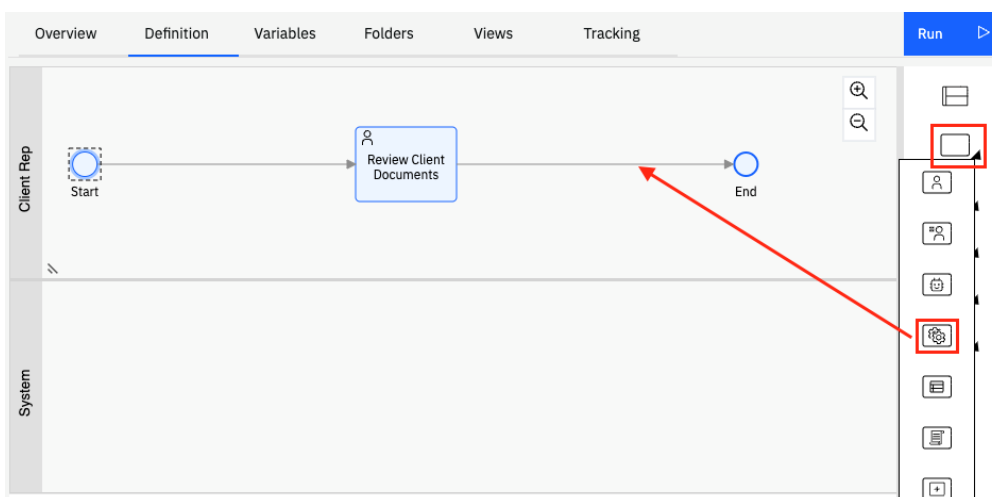 Overview
Definition
Variables
Folders
Views
Tracking
Run
Client Rep
Start
Review Client
Documents
End
System